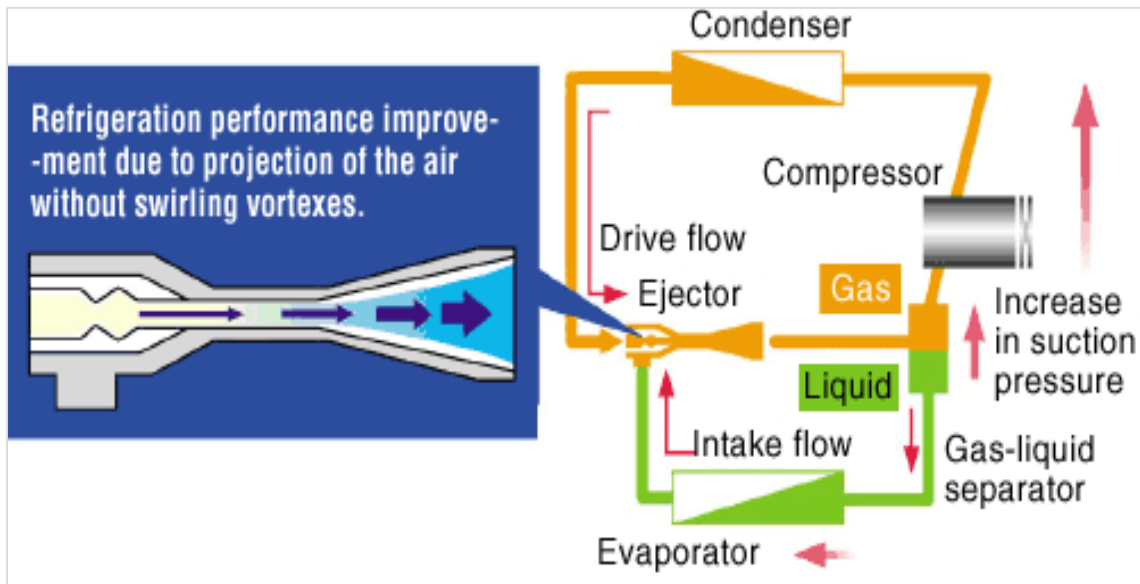 Refrigeration performance improve-
-ment due to projection of the air
without swirling vortexes.
Condenser
Compressor
Drive flow
Ejector
Gas
Increase
in suction
pressure
Liquid
Intake flow
Gas-liquid
separator
Evaporator